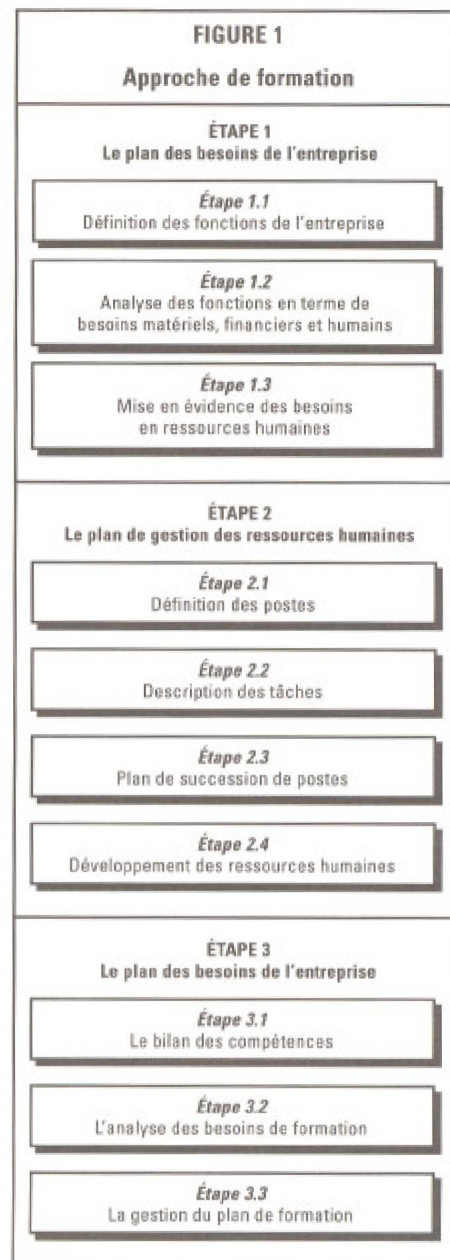 FIGURE 1
Approche de formation
ÉTAPE 1
Le plan des besoins de l'entreprise
Étape 1.1
Définition des fonctions de l'entreprise
Étape 1.2
Analyse des fonctions en terme de
besoins matériels, financiers et humains
Étape 1.3
Mise en évidence des besoins
en ressources humaines
ÉTAPE 2
Le plan de gestion des ressources humaines
Étape 2.1
Définition des postes
Étape 2.2
Description des tâches
Étape 2.3
Plan de succession de postes
Étape 2.4
Développement des ressources humaines
ÉTAPE 3
Le plan des besoins de l'entreprise
Étape 3.1
Le bilan des compétences
Étape 3.2
L'analyse des besoins de formation
Étape 3.3
La gestion du plan de formation